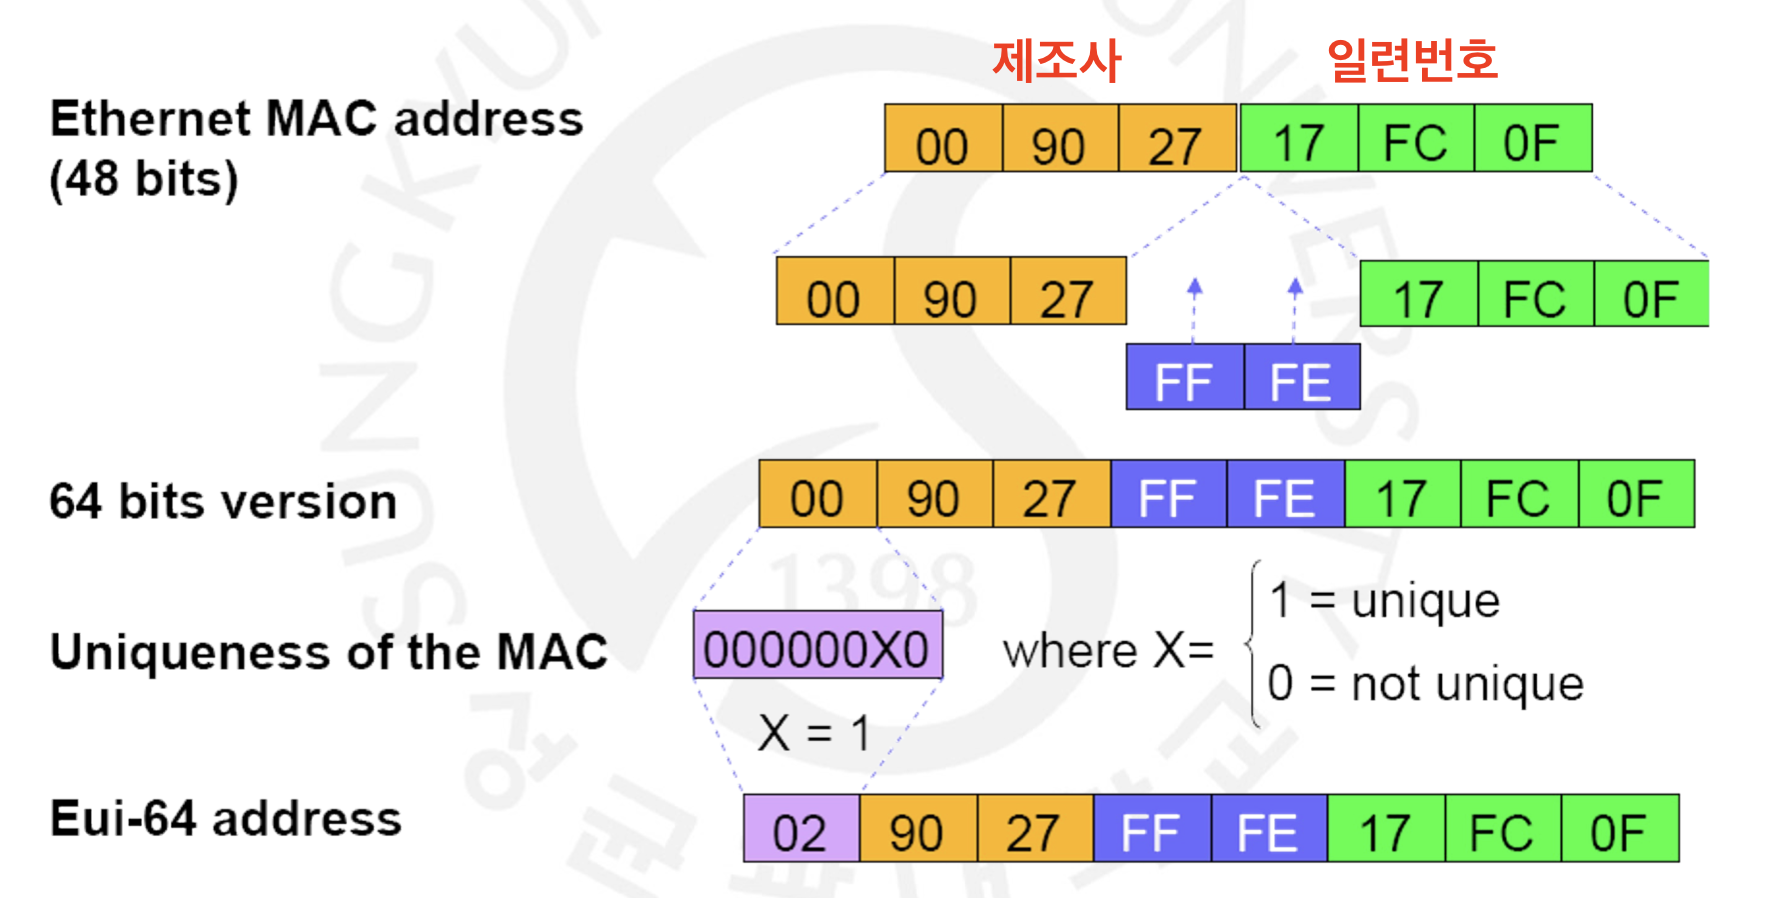 제조사 일련번호
Ethernet MAC address
(48 bits)
00 90 27 17 FC 0F
00 90 27 17 FC 0F
FF FE
64 bits version
00 90 27 FF FE 17 FC 0F
1398
Uniqueness of the MAC
000000X0
where X=
1 = unique
0 = not unique
X = 1
Eui-64 address
02 90 27 FF FE 17 FC 0F